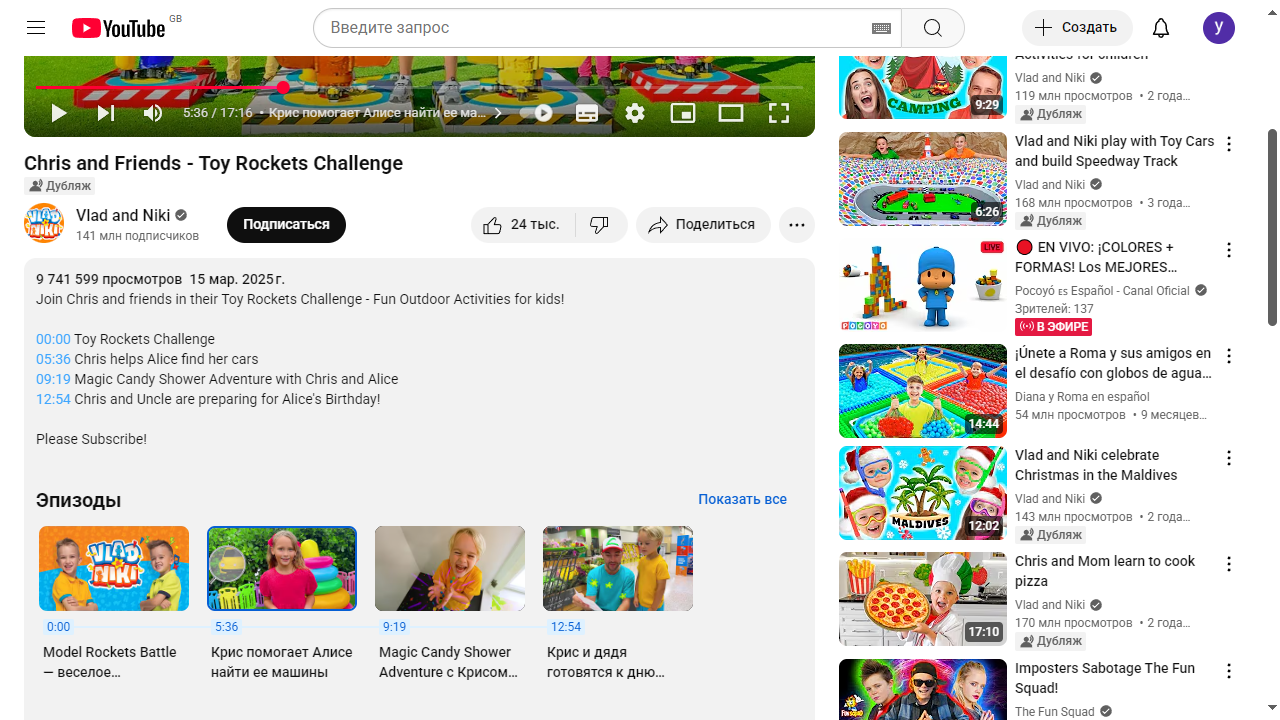 YouTube GB
Введите запрос
Создать
y
5:36 / 17:16 • Крис помогает Алисе найти ее ма...
Chris and Friends - Toy Rockets Challenge
Дубляж
VLAD NIKI
Vlad and Niki
141 млн подписчиков
Подписаться
24 тыс.
Поделиться
9 741 599 просмотров 15 мар. 2025 г.
Join Chris and friends in their Toy Rockets Challenge - Fun Outdoor Activities for kids!
00:00 Toy Rockets Challenge
05:36 Chris helps Alice find her cars
09:19 Magic Candy Shower Adventure with Chris and Alice
12:54 Chris and Uncle are preparing for Alice's Birthday!
Please Subscribe!
Эпизоды
Показать все
VLAD NIKI
0:00
5:36
9:19
12:54
Model Rockets Battle
— веселое...
Крис помогает Алисе
найти ее машины
Magic Candy Shower
Adventure с Крисом...
Крис и дядя
готовятся к дню...
CAMPING
9:29
Activities for children
Vlad and Niki
119 млн просмотров • 2 года...
Дубляж
6:26
Vlad and Niki play with Toy Cars
and build Speedway Track
Vlad and Niki
168 млн просмотров • 3 года...
Дубляж
LIVE
POCOYO
EN VIVO: ¡COLORES +
FORMAS! Los MEJORES...
Pocoyó en Español - Canal Oficial
Зрителей: 137
В ЭФИРЕ
14:44
¡Únete a Roma y sus amigos en
el desafío con globos de agua...
Diana y Roma en español
54 млн просмотров • 9 месяцев...
MALDIVES
12:02
Vlad and Niki celebrate
Christmas in the Maldives
Vlad and Niki
143 млн просмотров • 2 года...
Дубляж
17:10
Chris and Mom learn to cook
pizza
Vlad and Niki
170 млн просмотров • 2 года...
Дубляж
FUN SQUAD
Imposters Sabotage The Fun
Squad!
The Fun Squad